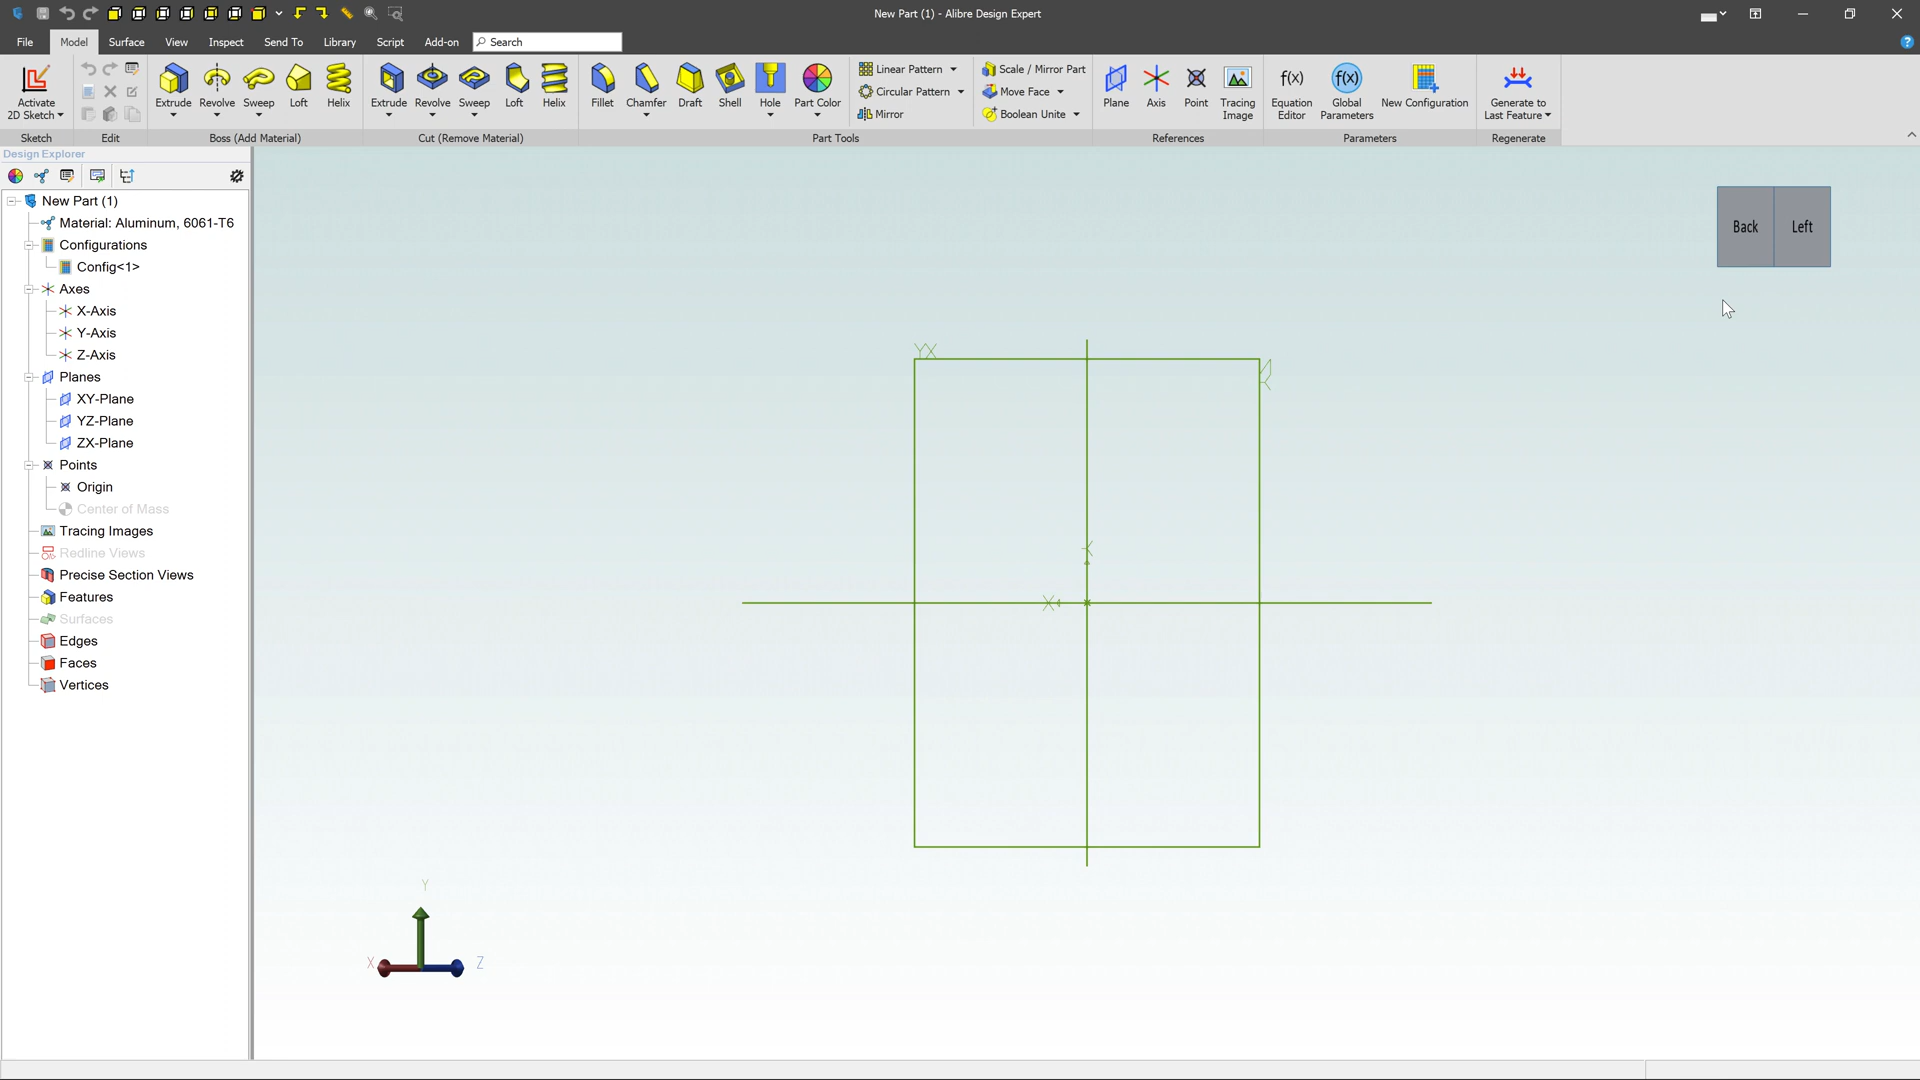 New Part (1) - Alibre Design Expert
File Model Surface View Inspect Send To Library Script Add-on Search
Activate 2D Sketch
Extrude Revolve Sweep Loft Helix
Extrude Revolve Sweep Loft Helix
Fillet Chamfer Draft Shell Hole Part Color
Linear Pattern
Circular Pattern
Mirror
Scale / Mirror Part
Move Face
Boolean Unite
Plane Axis Point Tracing Image
f(x) Equation Editor
f(x) Global Parameters
New Configuration
Generate to Last Feature
Sketch Edit Boss (Add Material) Cut (Remove Material) Part Tools References Parameters Regenerate
Design Explorer
New Part (1)
Material: Aluminum, 6061-T6
Configurations
Config<1>
Axes
X-Axis
Y-Axis
Z-Axis
Planes
XY-Plane
YZ-Plane
ZX-Plane
Points
Origin
Center of Mass
Tracing Images
Redline Views
Precise Section Views
Features
Surfaces
Edges
Faces
Vertices
Back Left
YX
X
Y
X Z